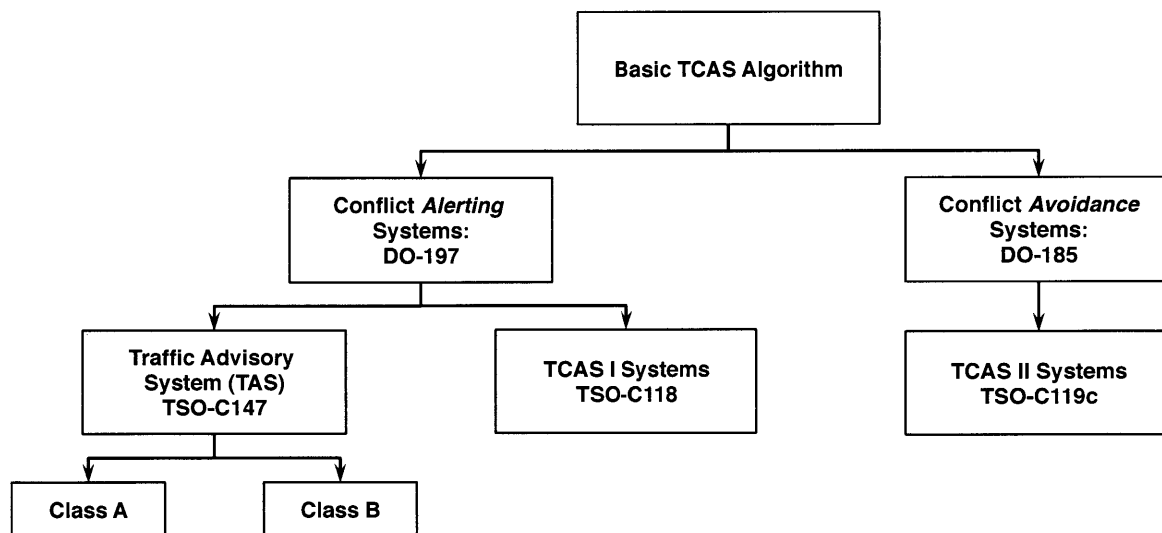 Basic TCAS Algorithm
Conflict Alerting
Systems:
DO-197
Conflict Avoidance
Systems:
DO-185
Traffic Advisory
System (TAS)
TSO-C147
TCAS I Systems
TSO-C118
TCAS II Systems
TSO-C119c
Class A
Class B